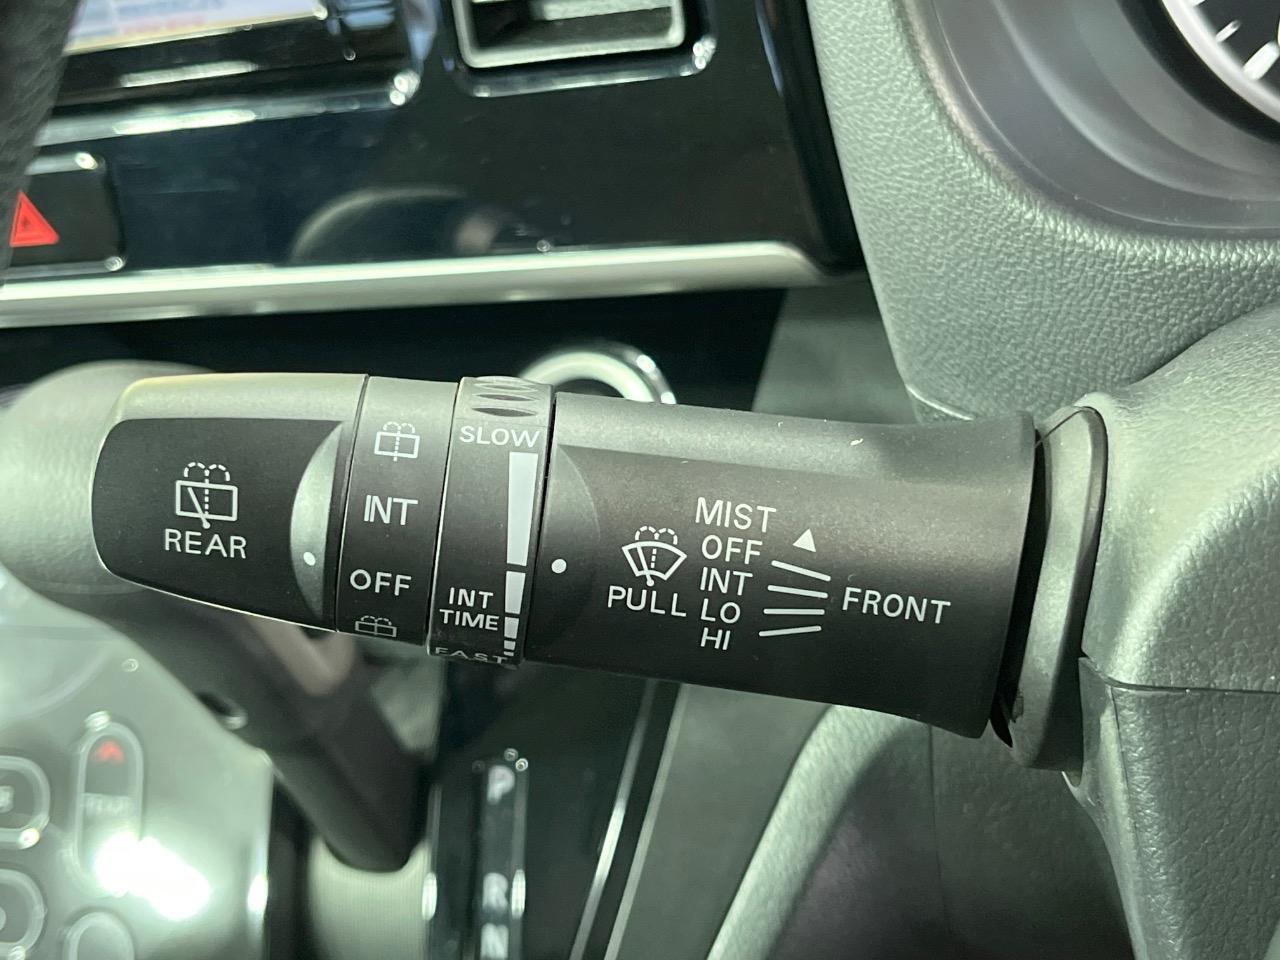 REAR
INT
OFF
SLOW
INT
TIME
FAST
PULL
MIST
OFF
INT
LO
HI
FRONT
P
R
N